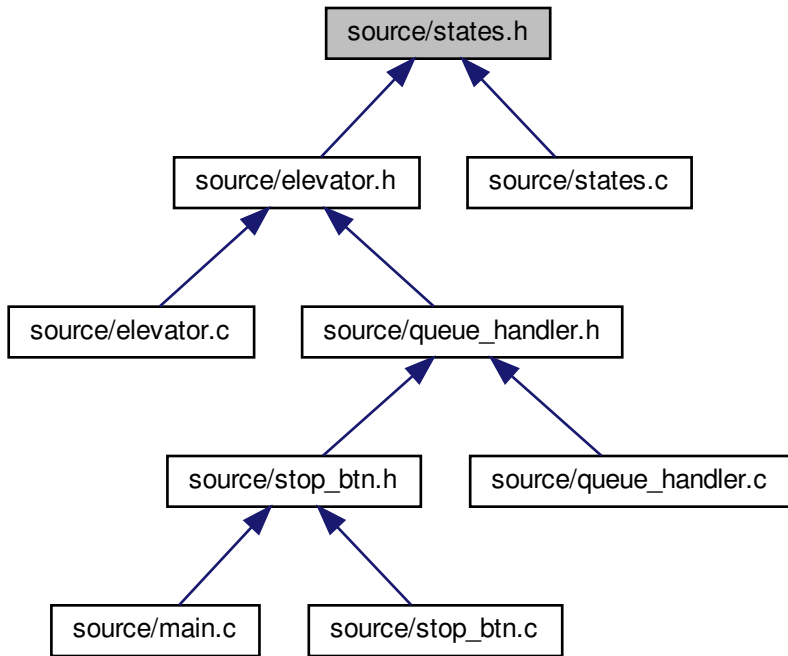 source/states.h
source/elevator.h
source/states.c
source/elevator.c
source/queue_handler.h
source/stop_btn.h
source/queue_handler.c
source/main.c
source/stop_btn.c